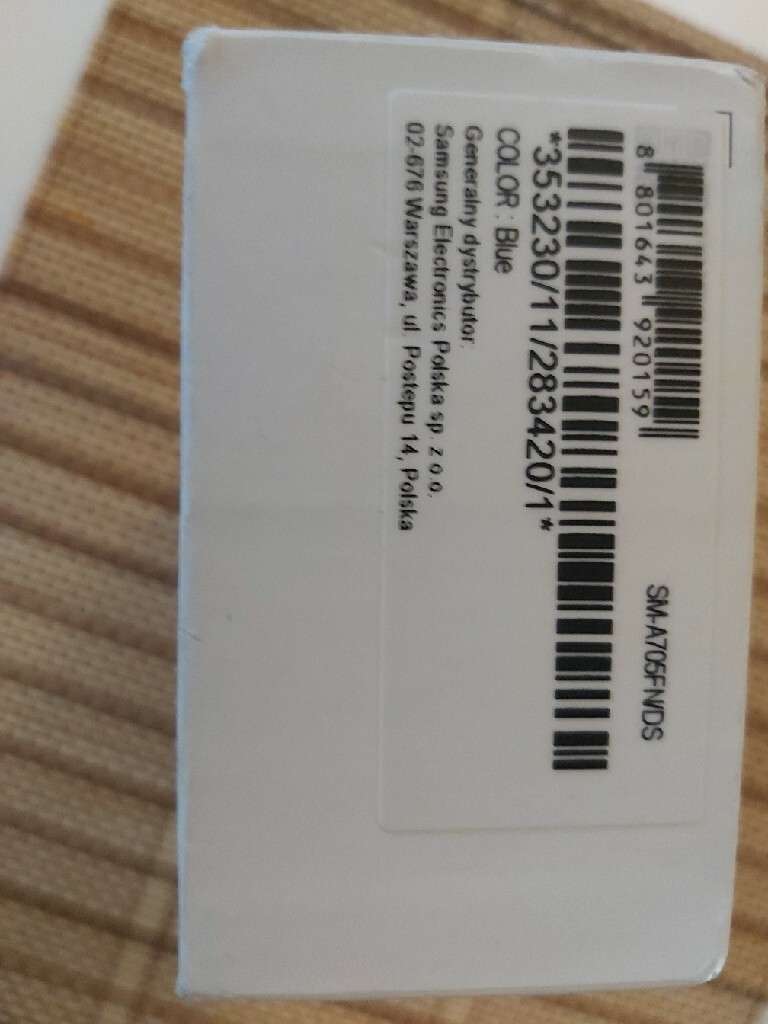 8 801643 920159
SM-A705FN/DS
*353230/11/283420/1*
COLOR : Blue
Generalny dystrybutor:
Samsung Electronics Polska sp. z o.o.
02-676 Warszawa, ul. Postępu 14, Polska